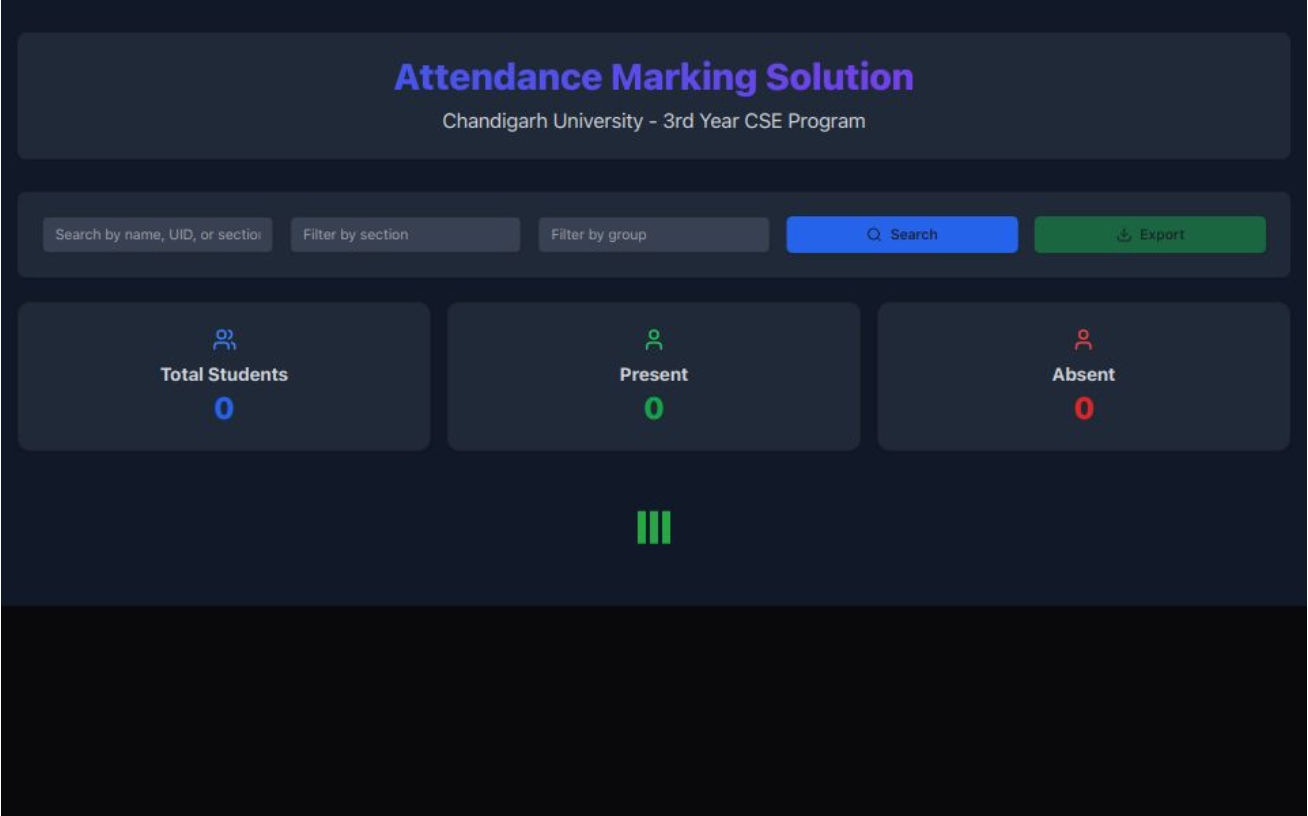 Attendance Marking Solution
Chandigarh University - 3rd Year CSE Program
Search by name, UID, or section
Filter by section
Filter by group
Search
Export
Total Students
0
Present
0
Absent
0